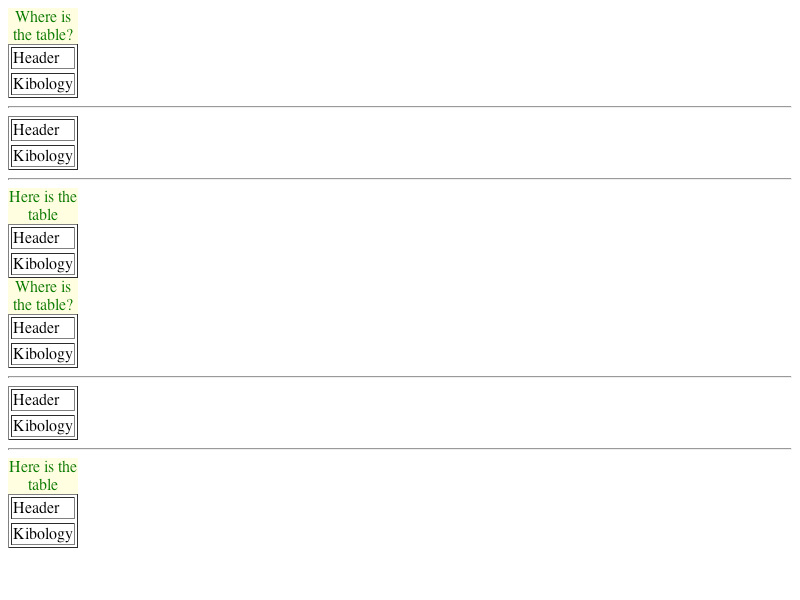 Where is
the table?
Header
Kibology
Header
Kibology
Here is the
table
Header
Kibology
Where is
the table?
Header
Kibology
Header
Kibology
Here is the
table
Header
Kibology